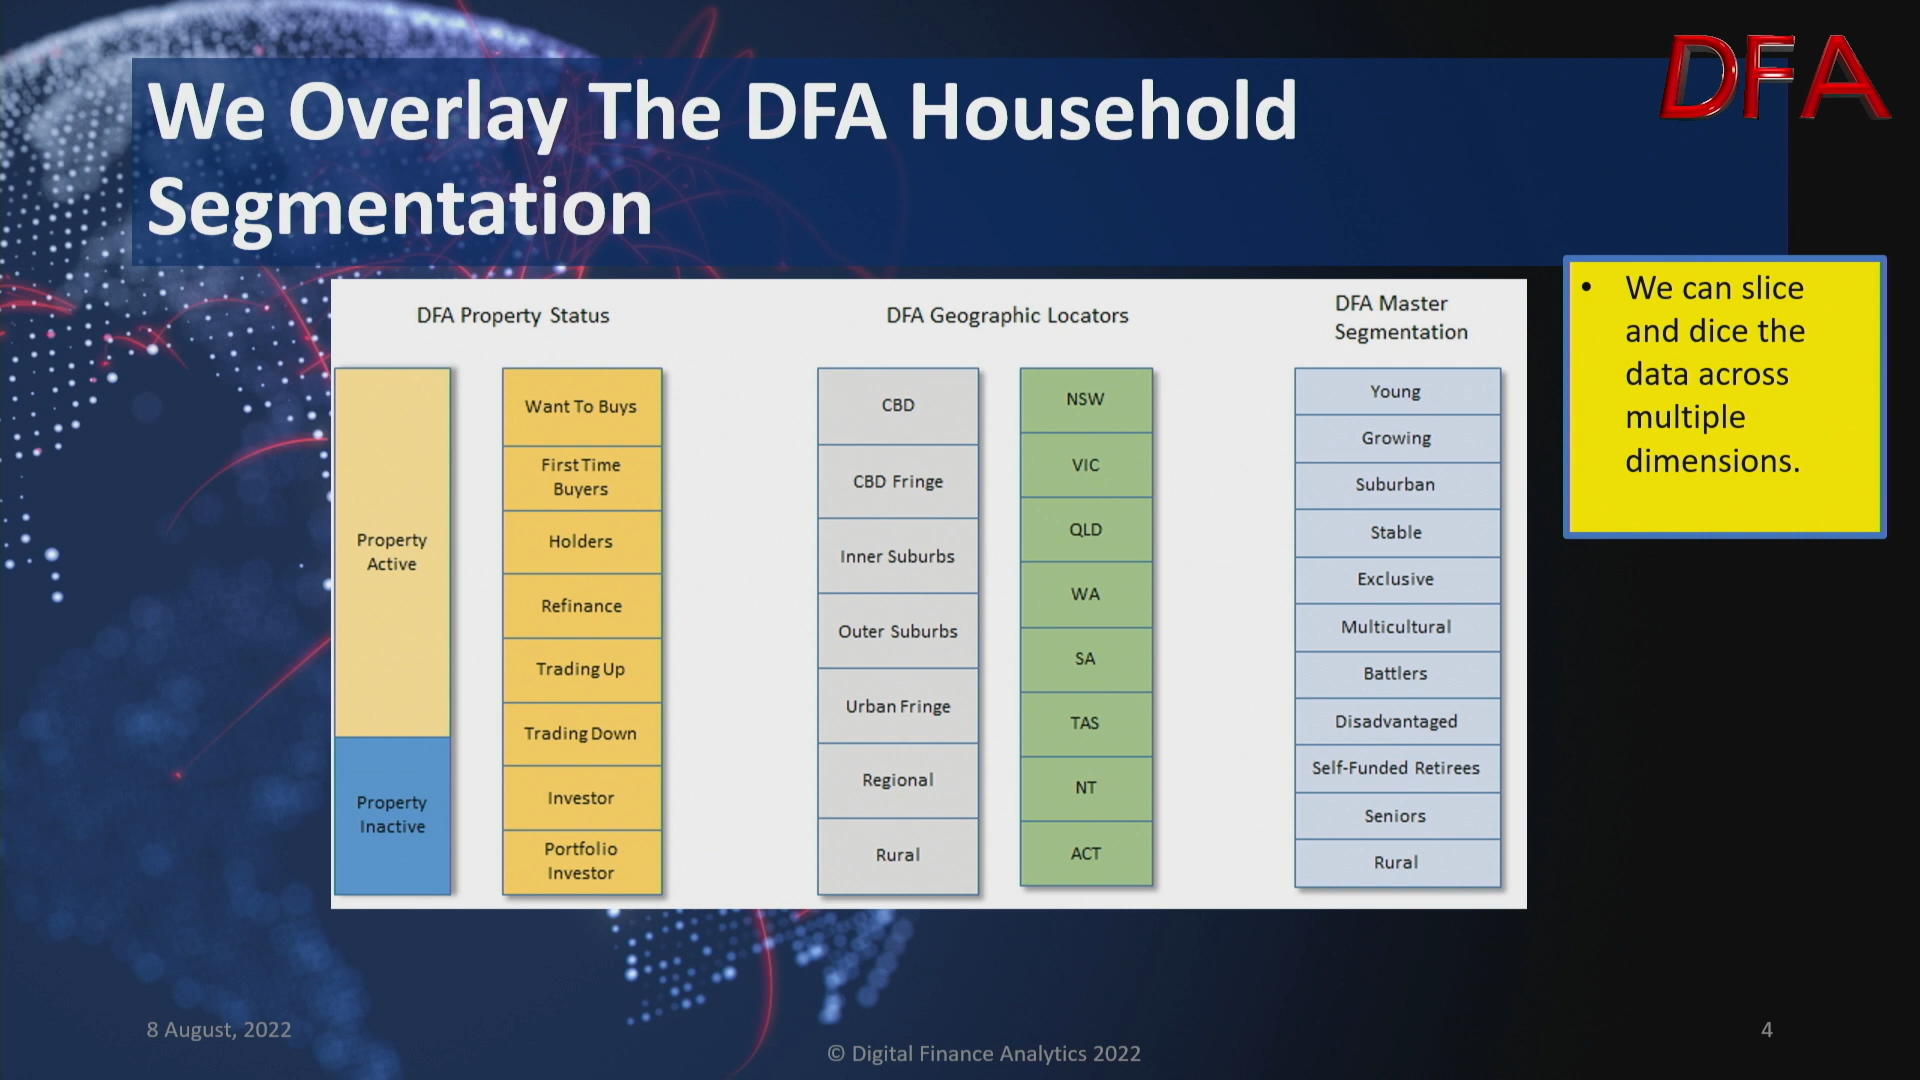 DFA
We Overlay The DFA Household
Segmentation
• We can slice
and dice the
data across
multiple
dimensions.
DFA Property Status
Property
Active
Property
Inactive
Want To Buys
First Time
Buyers
Holders
Refinance
Trading Up
Trading Down
Investor
Portfolio
Investor
DFA Geographic Locators
CBD
CBD Fringe
Inner Suburbs
Outer Suburbs
Urban Fringe
Regional
Rural
NSW
VIC
QLD
WA
SA
TAS
NT
ACT
DFA Master
Segmentation
Young
Growing
Suburban
Stable
Exclusive
Multicultural
Battlers
Disadvantaged
Self-Funded Retirees
Seniors
Rural
8 August, 2022
© Digital Finance Analytics 2022
4